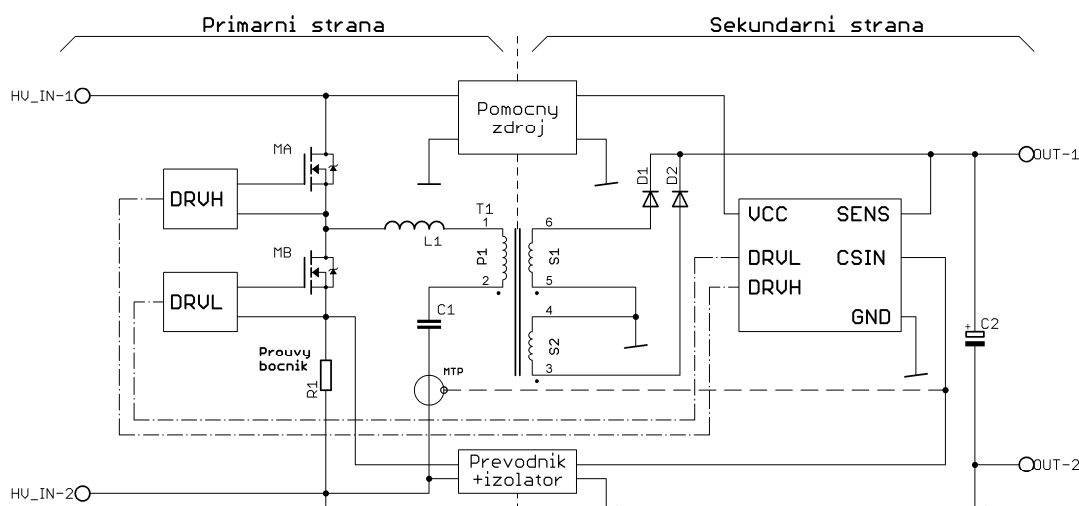 Primarni strana
Sekundarni strana
HV_IN-1
Pomocny
zdroj
MA
DRVH
D1
D2
OUT-1
T1
1
6
VCC
SENS
L1
P1
S1
MB
DRVL
CSIN
2
5
DRVL
DRVH
C1
4
GND
C2
+
Prouvy
bocnik
S2
R1
MTP
3
Prevodnik
+izolator
OUT-2
HV_IN-2